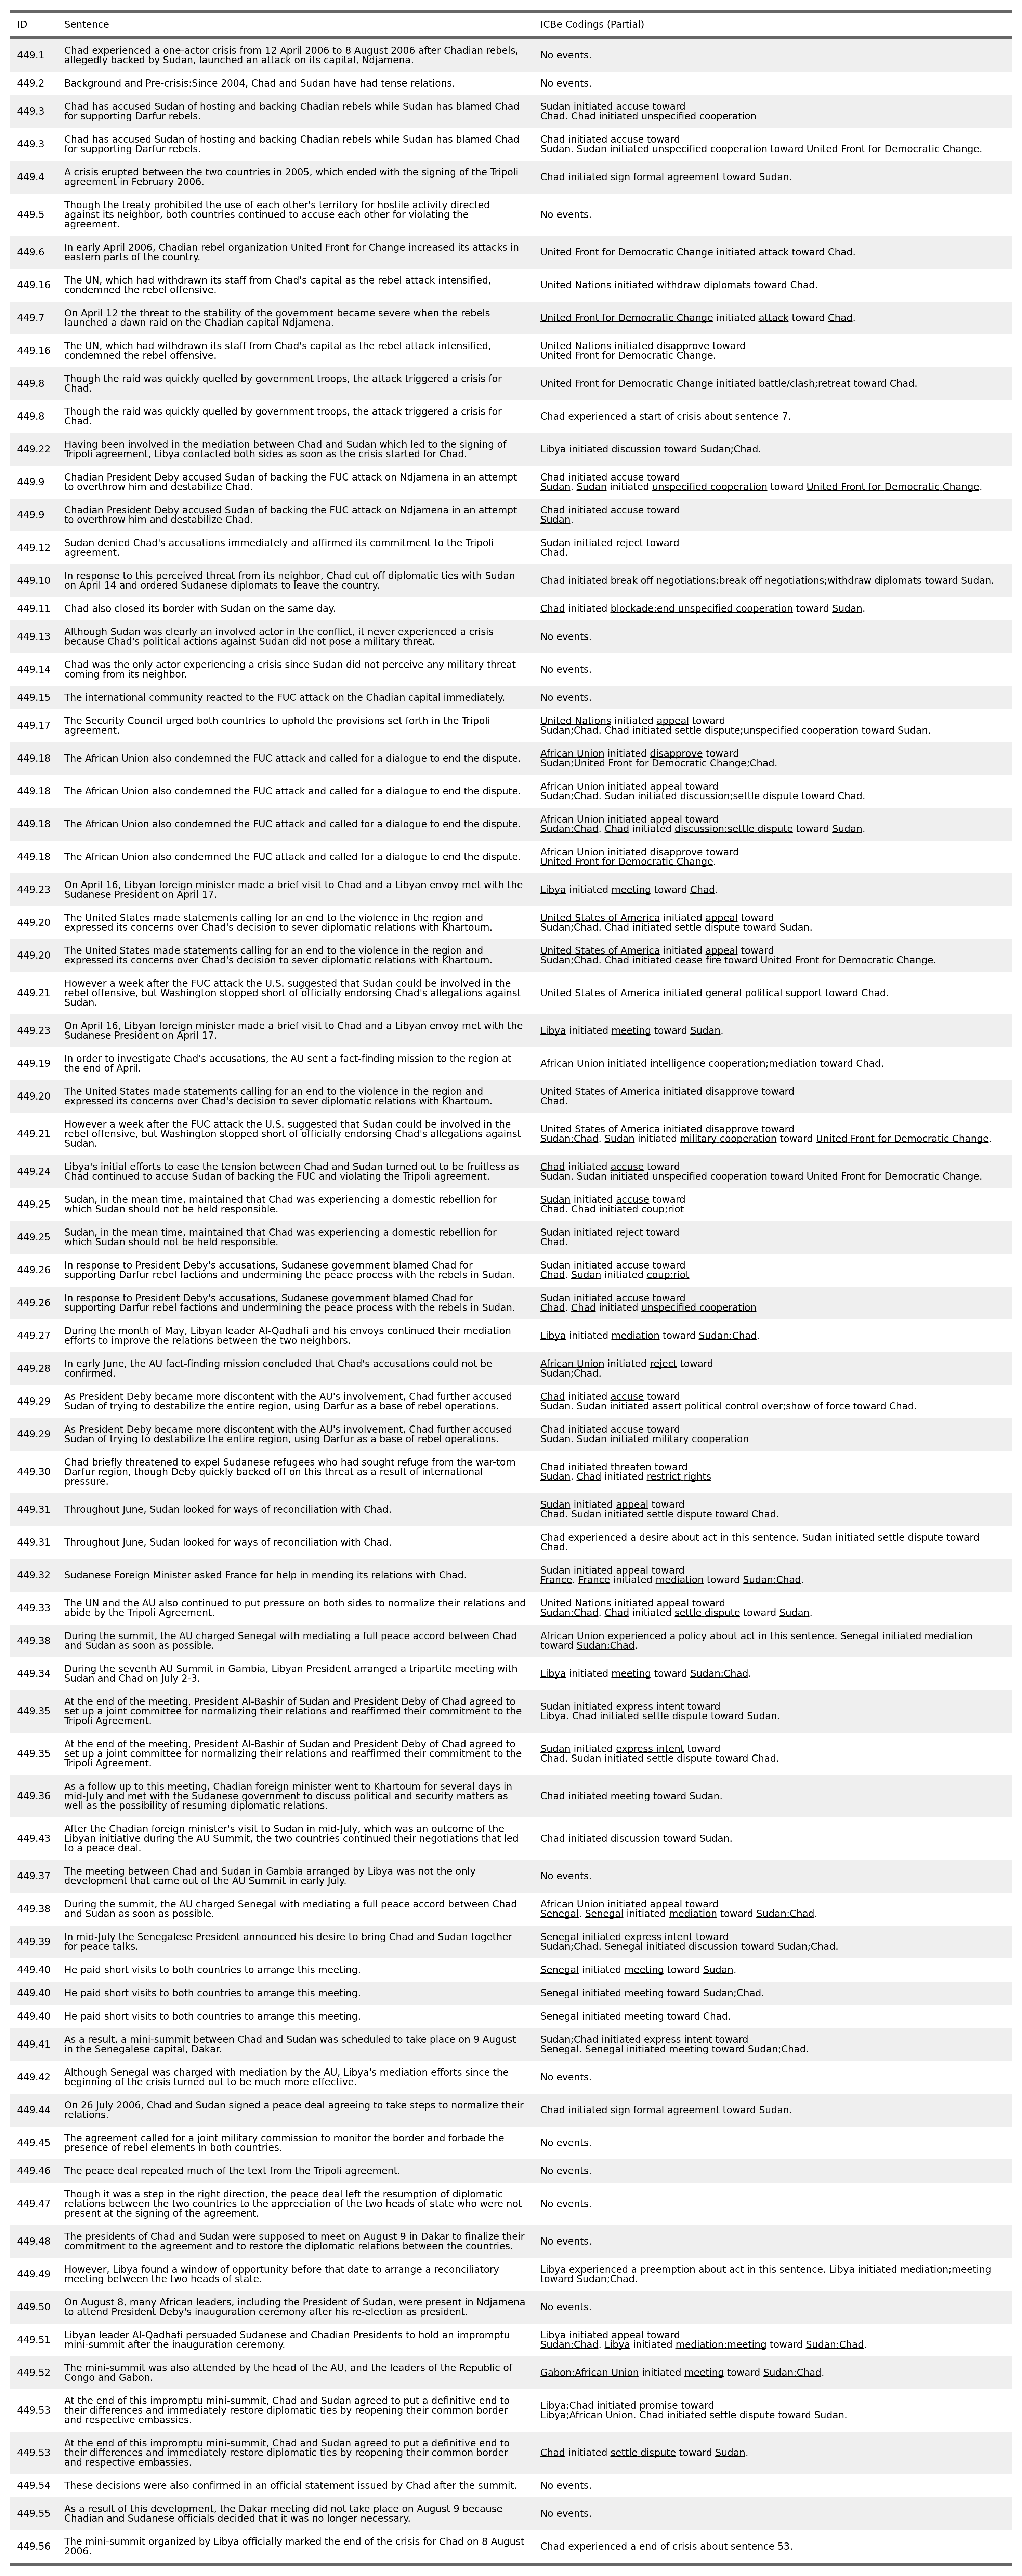 ID Sentence ICBe Codings (Partial)
449.1 Chad experienced a one-actor crisis from 12 April 2006 to 8 August 2006 after Chadian rebels,
allegedly backed by Sudan, launched an attack on its capital, Ndjamena. No events.
449.2 Background and Pre-crisis:Since 2004, Chad and Sudan have had tense relations. No events.
449.3 Chad has accused Sudan of hosting and backing Chadian rebels while Sudan has blamed Chad
for supporting Darfur rebels.
Sudan initiated accuse toward
Chad. Chad initiated unspecified cooperation
449.3 Chad has accused Sudan of hosting and backing Chadian rebels while Sudan has blamed Chad
for supporting Darfur rebels.
Chad initiated accuse toward
Sudan. Sudan initiated unspecified cooperation toward United Front for Democratic Change.
449.4 A crisis erupted between the two countries in 2005, which ended with the signing of the Tripoli
agreement in February 2006.
Chad initiated sign formal agreement toward Sudan.
449.5 Though the treaty prohibited the use of each other's territory for hostile activity directed
against its neighbor, both countries continued to accuse each other for violating the
agreement.
No events.
449.6 In early April 2006, Chadian rebel organization United Front for Change increased its attacks in
eastern parts of the country.
United Front for Democratic Change initiated attack toward Chad.
449.16 The UN, which had withdrawn its staff from Chad's capital as the rebel attack intensified,
condemned the rebel offensive.
United Nations initiated withdraw diplomats toward Chad.
449.7 On April 12 the threat to the stability of the government became severe when the rebels
launched a dawn raid on the Chadian capital Ndjamena.
United Front for Democratic Change initiated attack toward Chad.
449.16 The UN, which had withdrawn its staff from Chad's capital as the rebel attack intensified,
condemned the rebel offensive.
United Nations initiated disapprove toward
United Front for Democratic Change.
449.8 Though the raid was quickly quelled by government troops, the attack triggered a crisis for
Chad.
United Front for Democratic Change initiated battle/clash;retreat toward Chad.
449.8 Though the raid was quickly quelled by government troops, the attack triggered a crisis for
Chad.
Chad experienced a start of crisis about sentence 7.
449.22 Having been involved in the mediation between Chad and Sudan which led to the signing of
Tripoli agreement, Libya contacted both sides as soon as the crisis started for Chad.
Libya initiated discussion toward Sudan;Chad.
449.9 Chadian President Deby accused Sudan of backing the FUC attack on Ndjamena in an attempt
to overthrow him and destabilize Chad.
Chad initiated accuse toward
Sudan. Sudan initiated unspecified cooperation toward United Front for Democratic Change.
449.9 Chadian President Deby accused Sudan of backing the FUC attack on Ndjamena in an attempt
to overthrow him and destabilize Chad.
Chad initiated accuse toward
Sudan.
449.12 Sudan denied Chad's accusations immediately and affirmed its commitment to the Tripoli
agreement.
Sudan initiated reject toward
Chad.
449.10 In response to this perceived threat from its neighbor, Chad cut off diplomatic ties with Sudan
on April 14 and ordered Sudanese diplomats to leave the country.
Chad initiated break off negotiations;break off negotiations;withdraw diplomats toward Sudan.
449.11 Chad also closed its border with Sudan on the same day. Chad initiated blockade;end unspecified cooperation toward Sudan.
449.13 Although Sudan was clearly an involved actor in the conflict, it never experienced a crisis
because Chad's political actions against Sudan did not pose a military threat.
No events.
449.14 Chad was the only actor experiencing a crisis since Sudan did not perceive any military threat
coming from its neighbor.
No events.
449.15 The international community reacted to the FUC attack on the Chadian capital immediately. No events.
449.17 The Security Council urged both countries to uphold the provisions set forth in the Tripoli
agreement.
United Nations initiated appeal toward
Sudan;Chad. Chad initiated settle dispute;unspecified cooperation toward Sudan.
449.18 The African Union also condemned the FUC attack and called for a dialogue to end the dispute.
African Union initiated disapprove toward
Sudan;United Front for Democratic Change;Chad.
449.18 The African Union also condemned the FUC attack and called for a dialogue to end the dispute.
African Union initiated appeal toward
Sudan;Chad. Sudan initiated discussion;settle dispute toward Chad.
449.18 The African Union also condemned the FUC attack and called for a dialogue to end the dispute.
African Union initiated appeal toward
Sudan;Chad. Chad initiated discussion;settle dispute toward Sudan.
449.18 The African Union also condemned the FUC attack and called for a dialogue to end the dispute.
African Union initiated disapprove toward
United Front for Democratic Change.
449.23 On April 16, Libyan foreign minister made a brief visit to Chad and a Libyan envoy met with the
Sudanese President on April 17.
Libya initiated meeting toward Chad.
449.20 The United States made statements calling for an end to the violence in the region and
expressed its concerns over Chad's decision to sever diplomatic relations with Khartoum.
United States of America initiated appeal toward
Sudan;Chad. Chad initiated settle dispute toward Sudan.
449.20 The United States made statements calling for an end to the violence in the region and
expressed its concerns over Chad's decision to sever diplomatic relations with Khartoum.
United States of America initiated appeal toward
Sudan;Chad. Chad initiated cease fire toward United Front for Democratic Change.
449.21 However a week after the FUC attack the U.S. suggested that Sudan could be involved in the
rebel offensive, but Washington stopped short of officially endorsing Chad's allegations against
Sudan.
United States of America initiated general political support toward Chad.
449.23 On April 16, Libyan foreign minister made a brief visit to Chad and a Libyan envoy met with the
Sudanese President on April 17.
Libya initiated meeting toward Sudan.
449.19 In order to investigate Chad's accusations, the AU sent a fact-finding mission to the region at
the end of April.
African Union initiated intelligence cooperation;mediation toward Chad.
449.20 The United States made statements calling for an end to the violence in the region and
expressed its concerns over Chad's decision to sever diplomatic relations with Khartoum.
United States of America initiated disapprove toward
Chad.
449.21 However a week after the FUC attack the U.S. suggested that Sudan could be involved in the
rebel offensive, but Washington stopped short of officially endorsing Chad's allegations against
Sudan.
United States of America initiated disapprove toward
Sudan;Chad. Sudan initiated military cooperation toward United Front for Democratic Change.
449.24 Libya's initial efforts to ease the tension between Chad and Sudan turned out to be fruitless as
Chad continued to accuse Sudan of backing the FUC and violating the Tripoli agreement.
Chad initiated accuse toward
Sudan. Sudan initiated unspecified cooperation toward United Front for Democratic Change.
449.25 Sudan, in the mean time, maintained that Chad was experiencing a domestic rebellion for
which Sudan should not be held responsible.
Sudan initiated accuse toward
Chad. Chad initiated coup;riot
449.25 Sudan, in the mean time, maintained that Chad was experiencing a domestic rebellion for
which Sudan should not be held responsible.
Sudan initiated reject toward
Chad.
449.26 In response to President Deby's accusations, Sudanese government blamed Chad for
supporting Darfur rebel factions and undermining the peace process with the rebels in Sudan.
Sudan initiated accuse toward
Chad. Sudan initiated coup;riot
449.26 In response to President Deby's accusations, Sudanese government blamed Chad for
supporting Darfur rebel factions and undermining the peace process with the rebels in Sudan.
Sudan initiated accuse toward
Chad. Chad initiated unspecified cooperation
449.27 During the month of May, Libyan leader Al-Qadhafi and his envoys continued their mediation
efforts to improve the relations between the two neighbors.
Libya initiated mediation toward Sudan;Chad.
449.28 In early June, the AU fact-finding mission concluded that Chad's accusations could not be
confirmed.
African Union initiated reject toward
Sudan;Chad.
449.29 As President Deby became more discontent with the AU's involvement, Chad further accused
Sudan of trying to destabilize the entire region, using Darfur as a base of rebel operations.
Chad initiated accuse toward
Sudan. Sudan initiated assert political control over;show of force toward Chad.
449.29 As President Deby became more discontent with the AU's involvement, Chad further accused
Sudan of trying to destabilize the entire region, using Darfur as a base of rebel operations.
Chad initiated accuse toward
Sudan. Sudan initiated military cooperation
449.30 Chad briefly threatened to expel Sudanese refugees who had sought refuge from the war-torn
Darfur region, though Deby quickly backed off on this threat as a result of international
pressure.
Chad initiated threaten toward
Sudan. Chad initiated restrict rights
449.31 Throughout June, Sudan looked for ways of reconciliation with Chad.
Sudan initiated appeal toward
Chad. Sudan initiated settle dispute toward Chad.
449.31 Throughout June, Sudan looked for ways of reconciliation with Chad.
Chad experienced a desire about act in this sentence. Sudan initiated settle dispute toward
Chad.
449.32 Sudanese Foreign Minister asked France for help in mending its relations with Chad.
Sudan initiated appeal toward
France. France initiated mediation toward Sudan;Chad.
449.33 The UN and the AU also continued to put pressure on both sides to normalize their relations and
abide by the Tripoli Agreement.
United Nations initiated appeal toward
Sudan;Chad. Chad initiated settle dispute toward Sudan.
449.38 During the summit, the AU charged Senegal with mediating a full peace accord between Chad
and Sudan as soon as possible.
African Union experienced a policy about act in this sentence. Senegal initiated mediation
toward Sudan;Chad.
449.34 During the seventh AU Summit in Gambia, Libyan President arranged a tripartite meeting with
Sudan and Chad on July 2-3.
Libya initiated meeting toward Sudan;Chad.
449.35 At the end of the meeting, President Al-Bashir of Sudan and President Deby of Chad agreed to
set up a joint committee for normalizing their relations and reaffirmed their commitment to the
Tripoli Agreement.
Sudan initiated express intent toward
Libya. Chad initiated settle dispute toward Sudan.
449.35 At the end of the meeting, President Al-Bashir of Sudan and President Deby of Chad agreed to
set up a joint committee for normalizing their relations and reaffirmed their commitment to the
Tripoli Agreement.
Sudan initiated express intent toward
Chad. Sudan initiated settle dispute toward Chad.
449.36 As a follow up to this meeting, Chadian foreign minister went to Khartoum for several days in
mid-July and met with the Sudanese government to discuss political and security matters as
well as the possibility of resuming diplomatic relations.
Chad initiated meeting toward Sudan.
449.43 After the Chadian foreign minister's visit to Sudan in mid-July, which was an outcome of the
Libyan initiative during the AU Summit, the two countries continued their negotiations that led
to a peace deal.
Chad initiated discussion toward Sudan.
449.37 The meeting between Chad and Sudan in Gambia arranged by Libya was not the only
development that came out of the AU Summit in early July.
No events.
449.38 During the summit, the AU charged Senegal with mediating a full peace accord between Chad
and Sudan as soon as possible.
African Union initiated appeal toward
Senegal. Senegal initiated mediation toward Sudan;Chad.
449.39 In mid-July the Senegalese President announced his desire to bring Chad and Sudan together
for peace talks.
Senegal initiated express intent toward
Sudan;Chad. Senegal initiated discussion toward Sudan;Chad.
449.40 He paid short visits to both countries to arrange this meeting. Senegal initiated meeting toward Sudan.
449.40 He paid short visits to both countries to arrange this meeting. Senegal initiated meeting toward Sudan;Chad.
449.40 He paid short visits to both countries to arrange this meeting. Senegal initiated meeting toward Chad.
449.41 As a result, a mini-summit between Chad and Sudan was scheduled to take place on 9 August
in the Senegalese capital, Dakar.
Sudan;Chad initiated express intent toward
Senegal. Senegal initiated meeting toward Sudan;Chad.
449.42 Although Senegal was charged with mediation by the AU, Libya's mediation efforts since the
beginning of the crisis turned out to be much more effective.
No events.
449.44 On 26 July 2006, Chad and Sudan signed a peace deal agreeing to take steps to normalize their
relations.
Chad initiated sign formal agreement toward Sudan.
449.45 The agreement called for a joint military commission to monitor the border and forbade the
presence of rebel elements in both countries.
No events.
449.46 The peace deal repeated much of the text from the Tripoli agreement. No events.
449.47 Though it was a step in the right direction, the peace deal left the resumption of diplomatic
relations between the two countries to the appreciation of the two heads of state who were not
present at the signing of the agreement.
No events.
449.48 The presidents of Chad and Sudan were supposed to meet on August 9 in Dakar to finalize their
commitment to the agreement and to restore the diplomatic relations between the countries.
No events.
449.49 However, Libya found a window of opportunity before that date to arrange a reconciliatory
meeting between the two heads of state.
Libya experienced a preemption about act in this sentence. Libya initiated mediation;meeting
toward Sudan;Chad.
449.50 On August 8, many African leaders, including the President of Sudan, were present in Ndjamena
to attend President Deby's inauguration ceremony after his re-election as president.
No events.
449.51 Libyan leader Al-Qadhafi persuaded Sudanese and Chadian Presidents to hold an impromptu
mini-summit after the inauguration ceremony.
Libya initiated appeal toward
Sudan;Chad. Libya initiated mediation;meeting toward Sudan;Chad.
449.52 The mini-summit was also attended by the head of the AU, and the leaders of the Republic of
Congo and Gabon.
Gabon;African Union initiated meeting toward Sudan;Chad.
449.53 At the end of this impromptu mini-summit, Chad and Sudan agreed to put a definitive end to
their differences and immediately restore diplomatic ties by reopening their common border
and respective embassies.
Libya;Chad initiated promise toward
Libya;African Union. Chad initiated settle dispute toward Sudan.
449.53 At the end of this impromptu mini-summit, Chad and Sudan agreed to put a definitive end to
their differences and immediately restore diplomatic ties by reopening their common border
and respective embassies.
Chad initiated settle dispute toward Sudan.
449.54 These decisions were also confirmed in an official statement issued by Chad after the summit. No events.
449.55 As a result of this development, the Dakar meeting did not take place on August 9 because
Chadian and Sudanese officials decided that it was no longer necessary.
No events.
449.56 The mini-summit organized by Libya officially marked the end of the crisis for Chad on 8 August
2006.
Chad experienced a end of crisis about sentence 53.